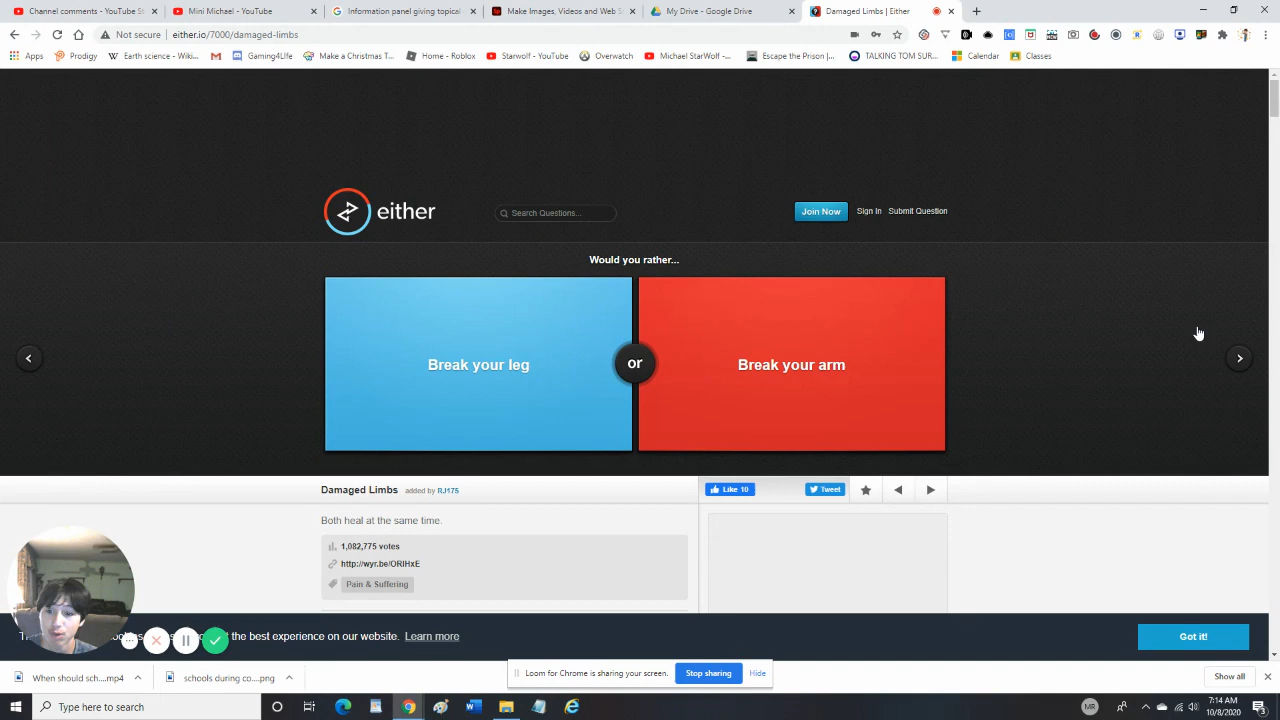 Channel comments - YouTube St
Mini Michael - YouTube
Information panel giving topical
Make Images, Videos and Web S
My Drive - Google Drive
Damaged Limbs | Either
Not secure | either.io/7000/damaged-limbs
Apps
Prodigy
Earth science - Wiki...
Gaming4Life
Make a Christmas T...
Home - Roblox
Starwolf - YouTube
Overwatch
Michael StarWolf -...
Escape the Prison |...
TALKING TOM SUR...
Calendar
Classes
either
Search Questions...
Join Now
Sign In
Submit Question
Would you rather...
Break your leg
or
Break your arm
Damaged Limbs added by RJ175
Like 10
Tweet
Both heal at the same time.
1,082,775 votes
http://wyr.be/ORIHxE
Pain & Suffering
the best experience on our website. Learn more
Got it!
When should sch....mp4
schools during co....png
Loom for Chrome is sharing your screen.
Stop sharing
Hide
Show all
Type here to search
MR
7:14 AM
10/8/2020